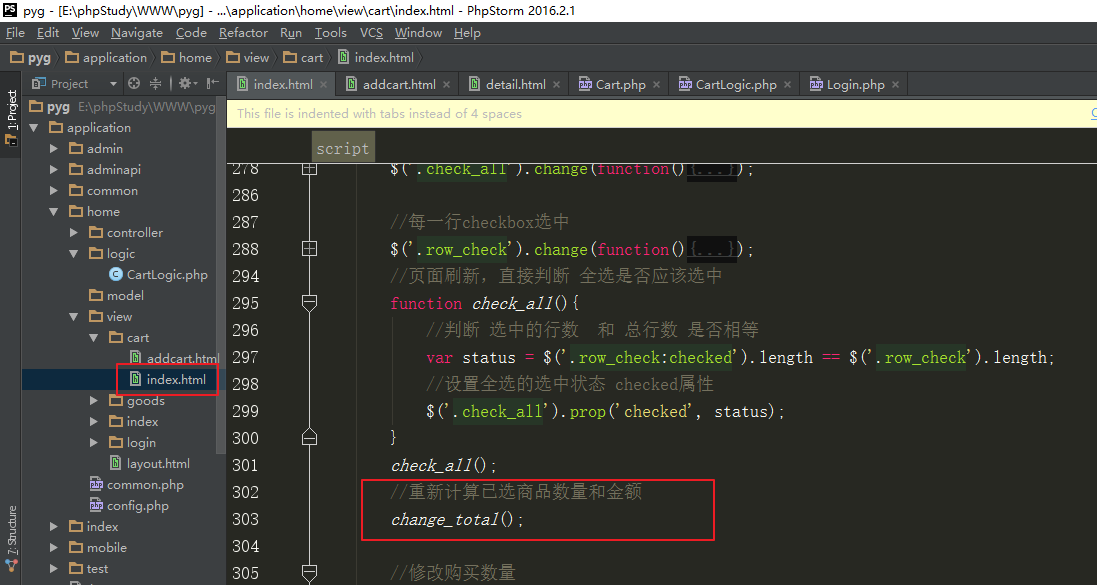 pyg - [E:\phpStudy\WWW\pyg] - ...\application\home\view\cart\index.html - PhpStorm 2016.2.1
File Edit View Navigate Code Refactor Run Tools VCS Window Help
pyg application home view cart index.html
Project
index.html addcart.html detail.html Cart.php CartLogic.php Login.php
1: Project
7: Structure
pyg E:\phpStudy\WWW\pyg
application
admin
adminapi
common
home
controller
logic
CartLogic.php
model
view
cart
addcart.html
index.html
goods
index
login
layout.html
common.php
config.php
index
mobile
test
This file is indented with tabs instead of 4 spaces
script
278 $('.check_all').change(function(){...});
286
287 //每一行checkbox选中
288 $('.row_check').change(function(){...});
294 //页面刷新，直接判断 全选是否应该选中
295 function check_all(){
296 //判断 选中的行数 和 总行数 是否相等
297 var status = $('.row_check:checked').length == $('.row_check').length;
298 //设置全选的选中状态 checked属性
299 $('.check_all').prop('checked', status);
300 }
301 check_all();
302 //重新计算已选商品数量和金额
303 change_total();
304
305 //修改购买数量